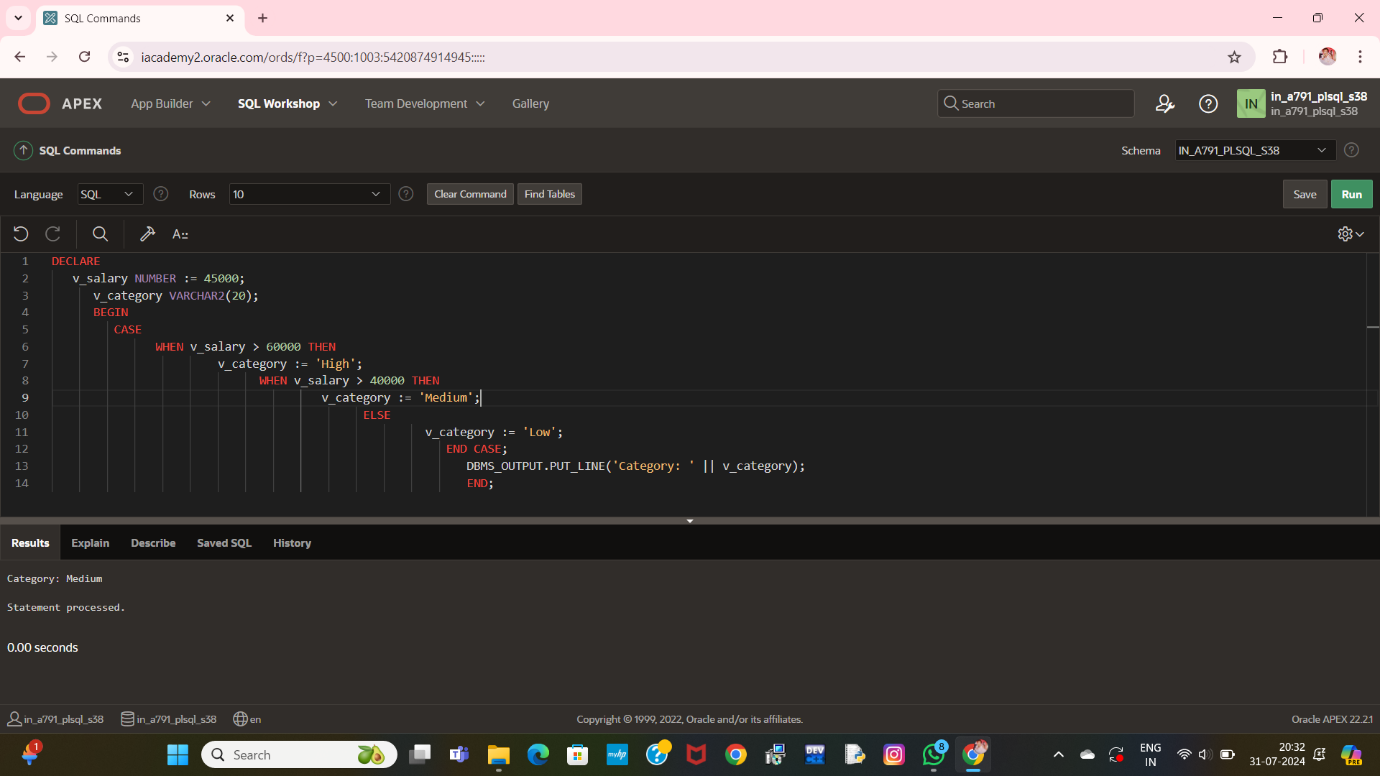 SQL Commands
iacademy2.oracle.com/ords/f?p=4500:1003:5420874914945:::::
APEX App Builder SQL Workshop Team Development Gallery Search IN in_a791_plsql_s38
in_a791_plsql_s38
SQL Commands Schema IN_A791_PLSQL_S38
Language SQL Rows 10 Clear Command Find Tables Save Run
A::
1 DECLARE
2 v_salary NUMBER := 45000;
3 v_category VARCHAR2(20);
4 BEGIN
5 CASE
6 WHEN v_salary > 60000 THEN
7 v_category := 'High';
8 WHEN v_salary > 40000 THEN
9 v_category := 'Medium';
10 ELSE
11 v_category := 'Low';
12 END CASE;
13 DBMS_OUTPUT.PUT_LINE('Category: ' || v_category);
14 END;
Results Explain Describe Saved SQL History
Category: Medium
Statement processed.
0.00 seconds
in_a791_plsql_s38 in_a791_plsql_s38 en Copyright © 1999, 2022, Oracle and/or its affiliates. Oracle APEX 22.2.1
1 Search myhp DEV 8 ENG 20:32 PRE
IN 31-07-2024